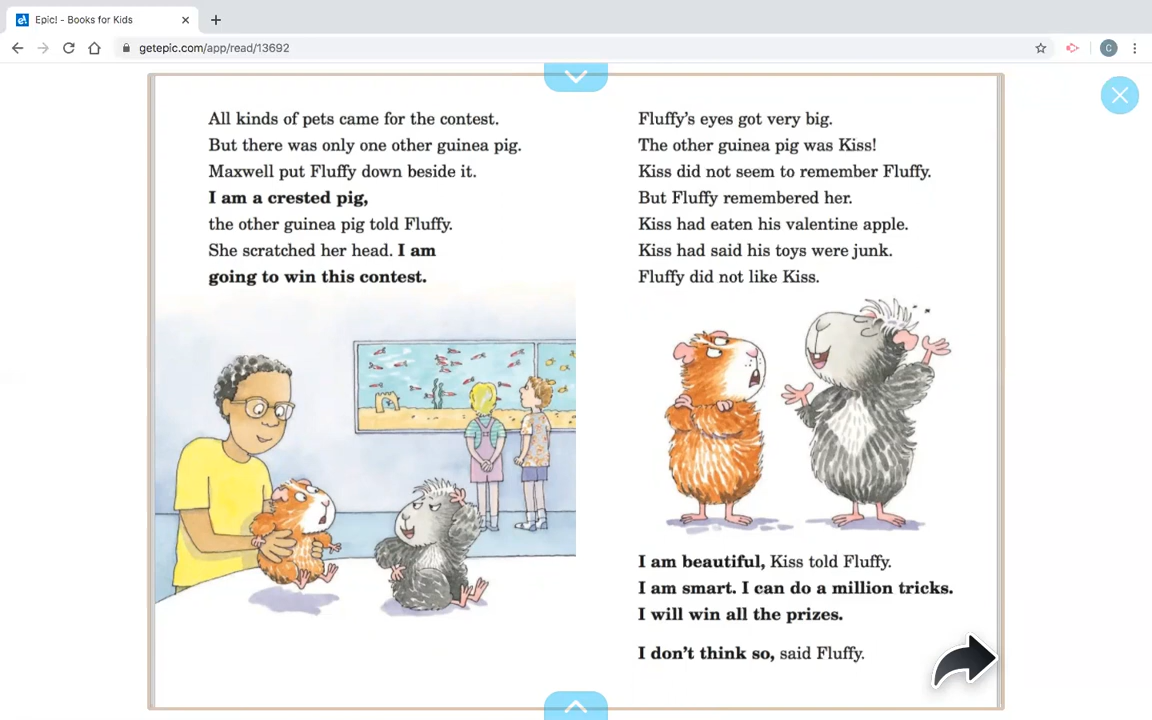 Epic! - Books for Kids
getepic.com/app/read/13692
C
All kinds of pets came for the contest.
But there was only one other guinea pig.
Maxwell put Fluffy down beside it.
I am a crested pig,
the other guinea pig told Fluffy.
She scratched her head. I am
going to win this contest.
Fluffy's eyes got very big.
The other guinea pig was Kiss!
Kiss did not seem to remember Fluffy.
But Fluffy remembered her.
Kiss had eaten his valentine apple.
Kiss had said his toys were junk.
Fluffy did not like Kiss.
I am beautiful, Kiss told Fluffy.
I am smart. I can do a million tricks.
I will win all the prizes.
I don't think so, said Fluffy.